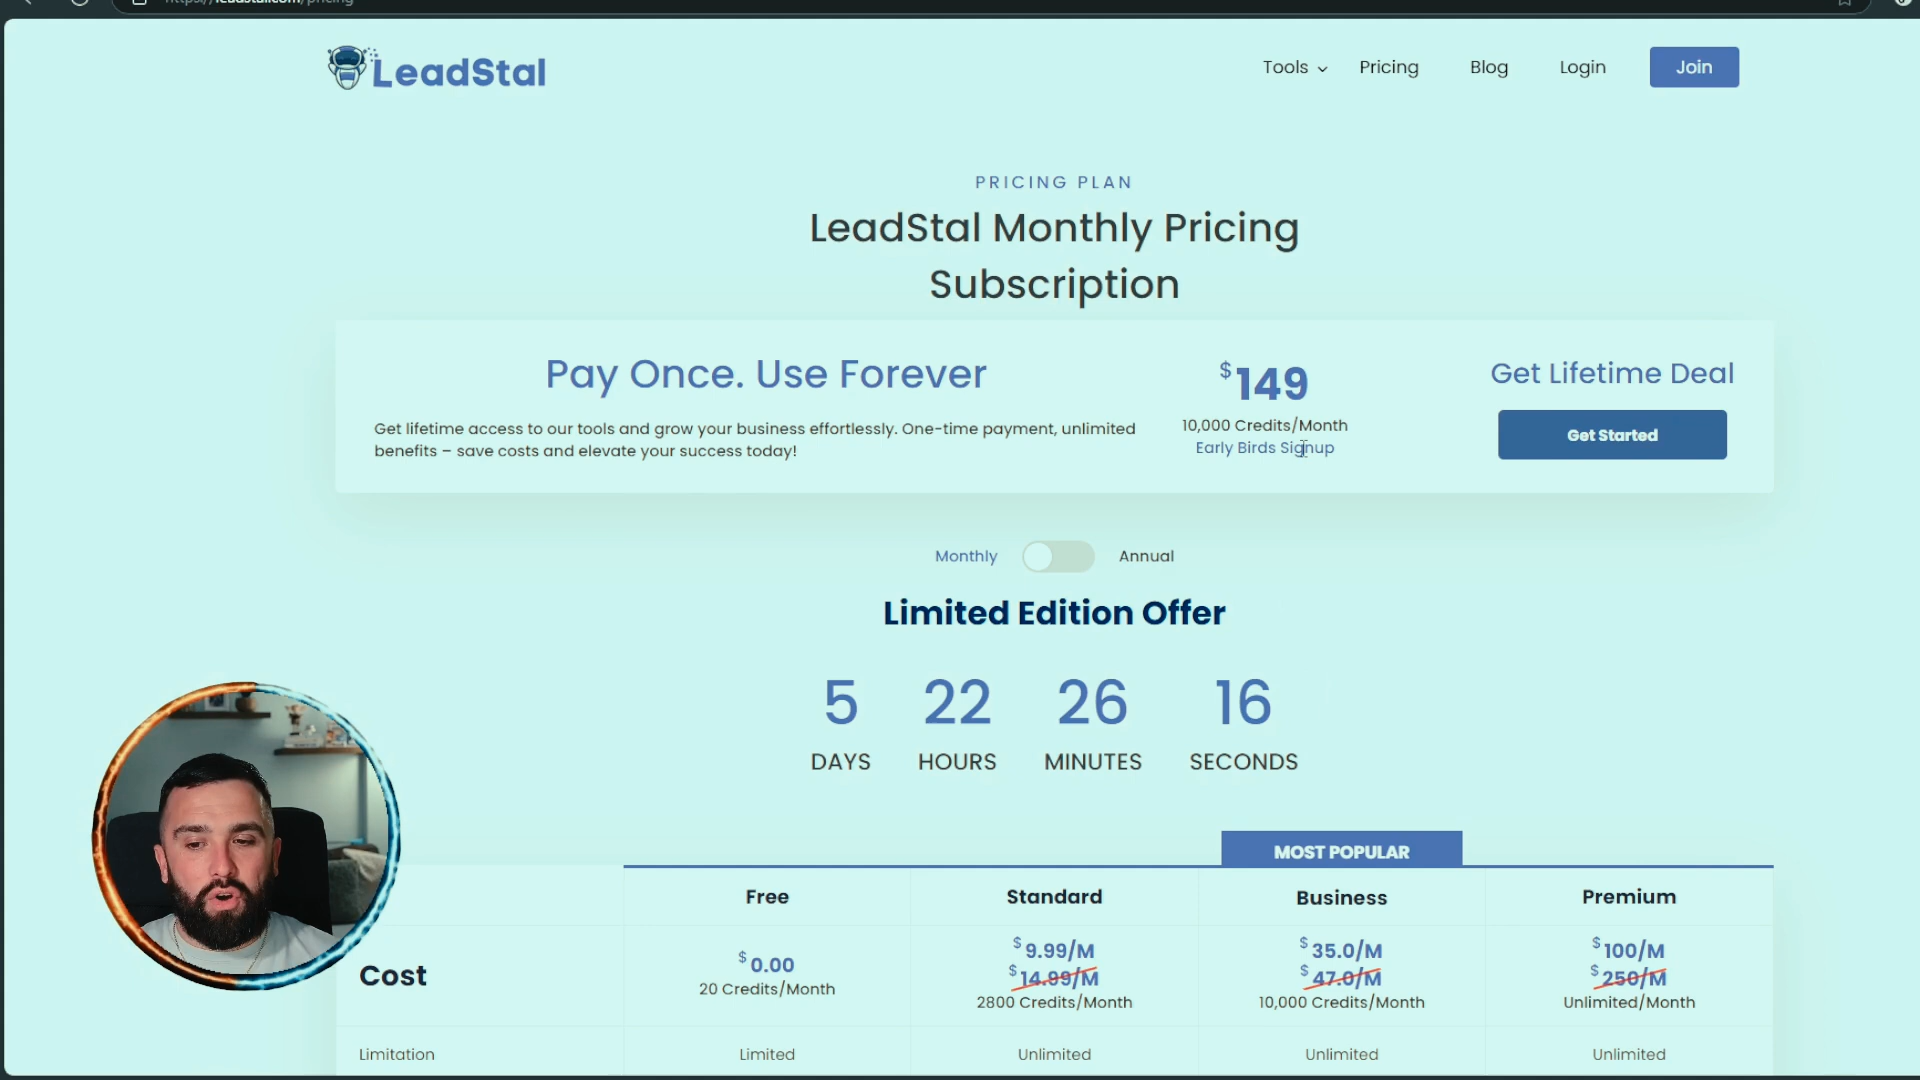 LeadStal
Tools
Pricing
Blog
Login
Join
PRICING PLAN
LeadStal Monthly Pricing
Subscription
Pay Once. Use Forever
Get lifetime access to our tools and grow your business effortlessly. One-time payment, unlimited
benefits – save costs and elevate your success today!
$149
10,000 Credits/Month
Early Birds Signup
Get Lifetime Deal
Get Started
Monthly
Annual
Limited Edition Offer
5 22 26 16
DAYS HOURS MINUTES SECONDS
MOST POPULAR
Free Standard Business Premium
Cost
$0.00
20 Credits/Month
$9.99/M
$14.99/M
2800 Credits/Month
$35.0/M
$47.0/M
10,000 Credits/Month
$100/M
$250/M
Unlimited/Month
Limitation Limited Unlimited Unlimited Unlimited